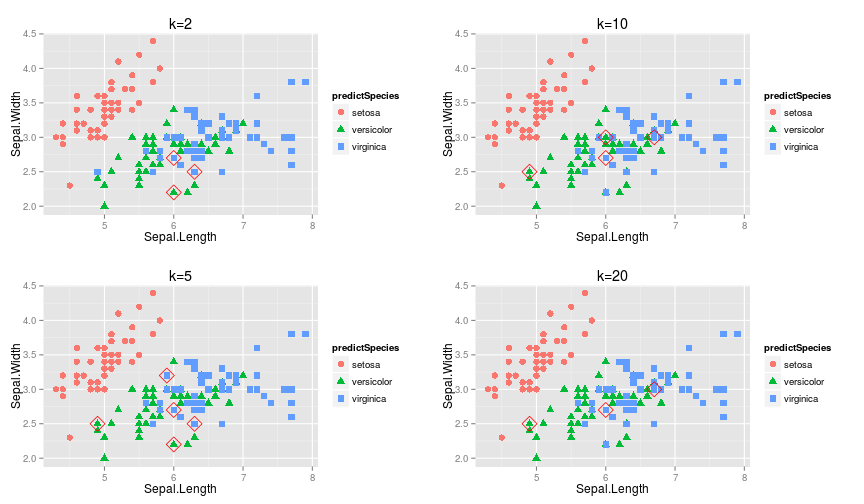 k=2
Sepal.Width
4.5
4.0
3.5
3.0
2.5
2.0
5 6 7 8
Sepal.Length
predictSpecies
setosa
versicolor
virginica
k=10
Sepal.Width
4.5
4.0
3.5
3.0
2.5
2.0
5 6 7 8
Sepal.Length
predictSpecies
setosa
versicolor
virginica
k=5
Sepal.Width
4.5
4.0
3.5
3.0
2.5
2.0
5 6 7 8
Sepal.Length
predictSpecies
setosa
versicolor
virginica
k=20
Sepal.Width
4.5
4.0
3.5
3.0
2.5
2.0
5 6 7 8
Sepal.Length
predictSpecies
setosa
versicolor
virginica